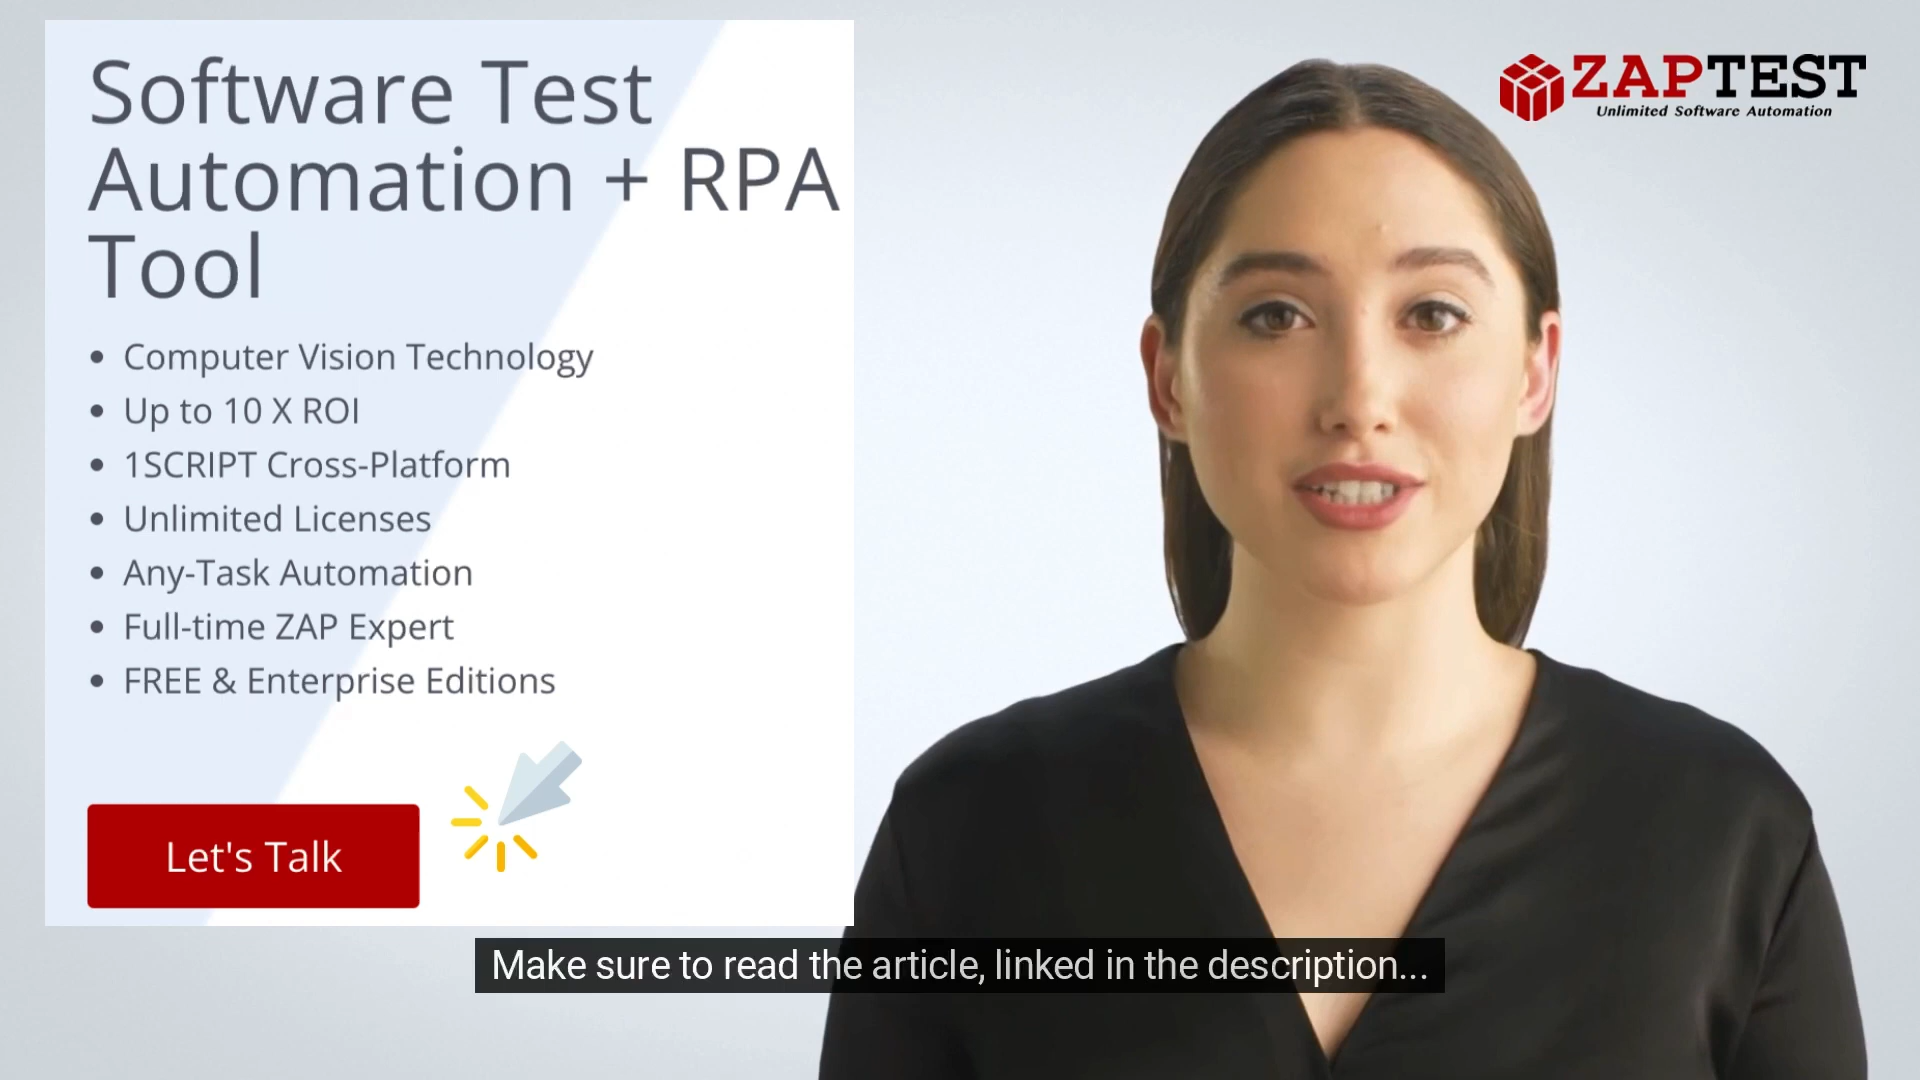 Software Test
Automation + RPA
Tool
Computer Vision Technology
Up to 10 X ROI
1SCRIPT Cross-Platform
Unlimited Licenses
Any-Task Automation
Full-time ZAP Expert
FREE & Enterprise Editions
Let's Talk
ZAPTEST
Unlimited Software Automation
Make sure to read the article, linked in the description...